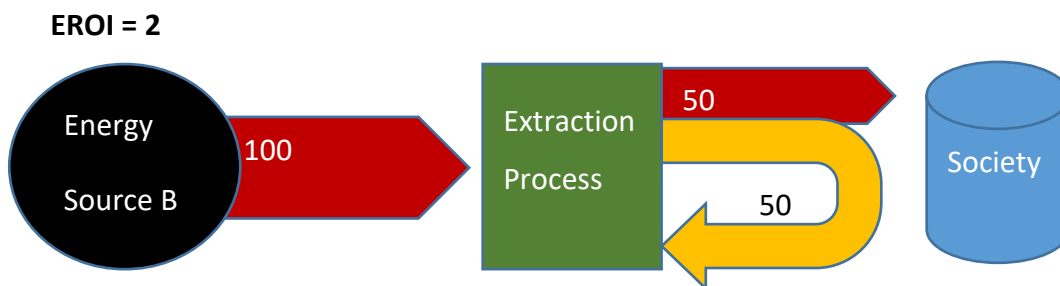 EROI = 2
Energy
Source B
100
Extraction
Process
50
50
Society